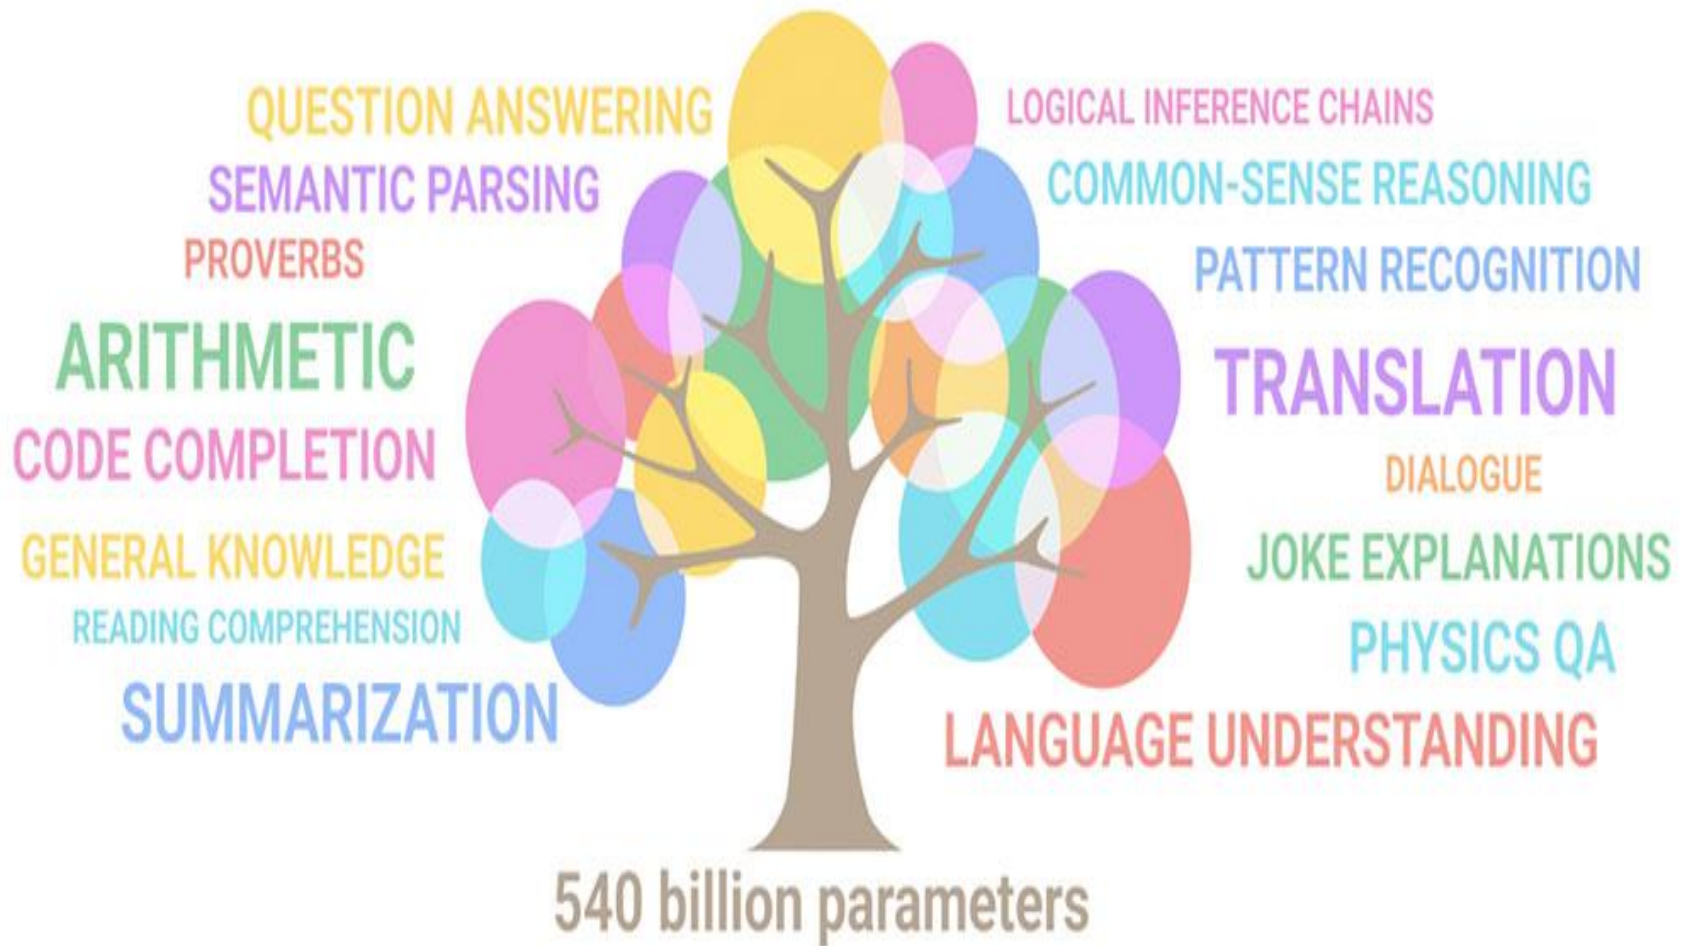 QUESTION ANSWERING
SEMANTIC PARSING
PROVERBS
ARITHMETIC
CODE COMPLETION
GENERAL KNOWLEDGE
READING COMPREHENSION
SUMMARIZATION
LOGICAL INFERENCE CHAINS
COMMON-SENSE REASONING
PATTERN RECOGNITION
TRANSLATION
DIALOGUE
JOKE EXPLANATIONS
PHYSICS QA
LANGUAGE UNDERSTANDING
540 billion parameters